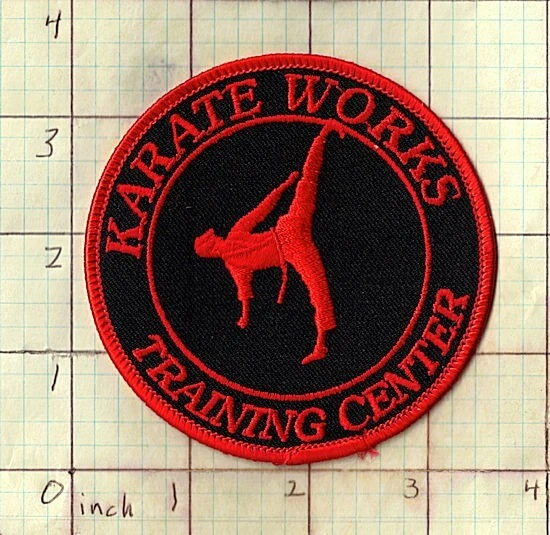 4
KARATE WORKS
3
2
TRAINING CENTER
1
0 inch 1 2 3 4